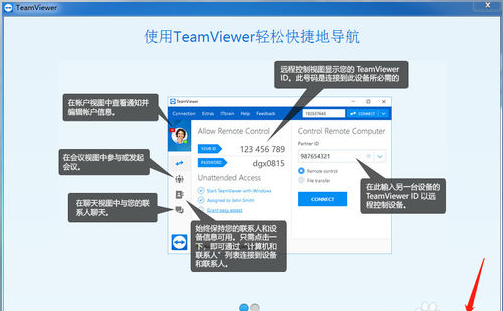 使用TeamViewer轻松快捷地导航
远程控制视图显示您的 TeamViewer
ID。此号码是连接到此设备所必需的
在帐户视图中查看通知并
编辑帐户信息。
TeamViewer
Connection Extras Help Feedback
CONNECT
Allow Remote Control
YOUR ID 123 456 789
PASSWORD dgx0815
Control Remote Computer
Partner ID
987654321
Remote control
File transfer
CONNECT
在会议视图中参与或发起
会议。
Unattended Access
Start TeamViewer with Windows
Assigned to John Smith
Grant easy access
在此输入另一台设备的
TeamViewer ID 以远
程控制设备。
在聊天视图中与您的联
系人聊天。
始终保持您的联系人和设
备信息可用。只需点击一
下，即可通过“计算机和
联系人”列表连接到设备
和联系人。